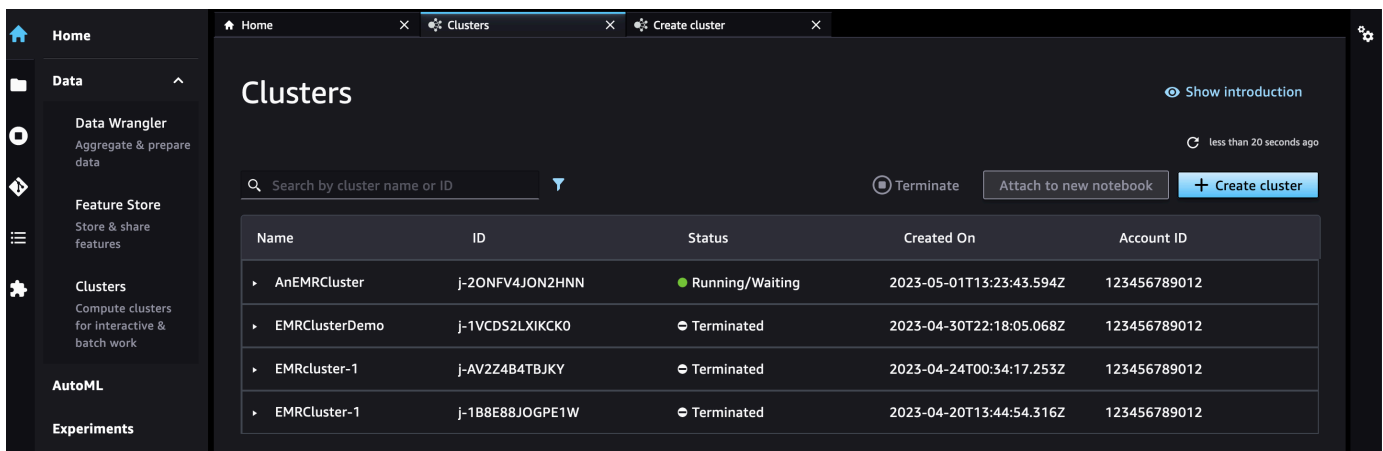 Home
Data
Data Wrangler
Aggregate & prepare
data
Feature Store
Store & share
features
Clusters
Compute clusters
for interactive &
batch work
AutoML
Experiments
Home Clusters Create cluster
Clusters
Show introduction
less than 20 seconds ago
Search by cluster name or ID
Terminate Attach to new notebook + Create cluster
Name ID Status Created On Account ID
AnEMRCluster j-2ONFV4JON2HNN Running/Waiting 2023-05-01T13:23:43.594Z 123456789012
EMRClusterDemo j-1VCDS2LXIKCK0 Terminated 2023-04-30T22:18:05.068Z 123456789012
EMRcluster-1 j-AV2Z4B4TBJKY Terminated 2023-04-24T00:34:17.253Z 123456789012
EMRCluster-1 j-1B8E88JOGPE1W Terminated 2023-04-20T13:44:54.316Z 123456789012